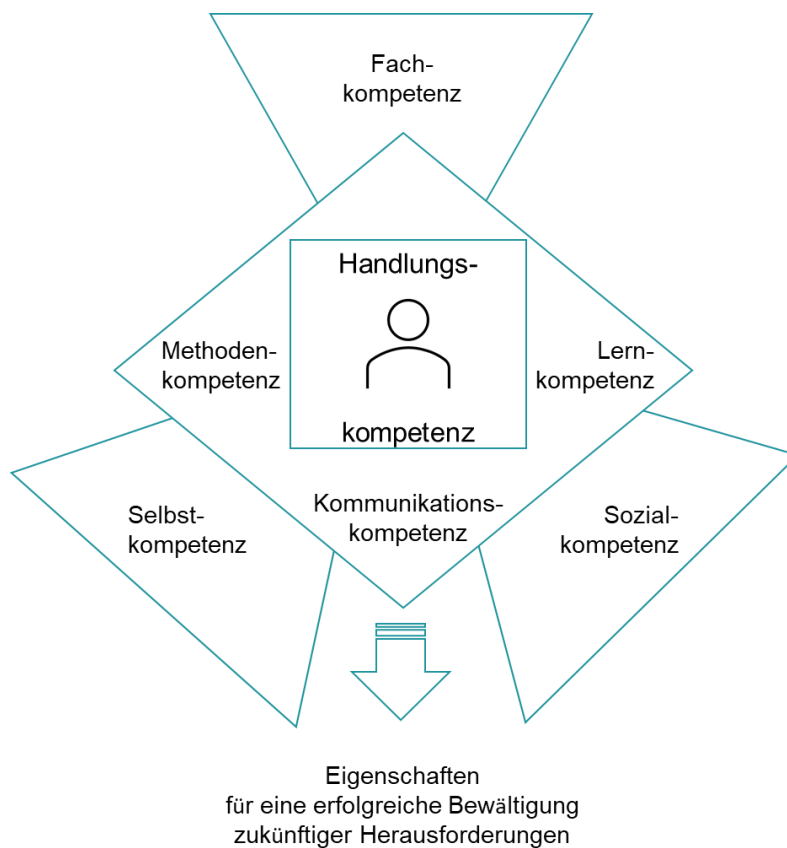 Fach-
kompetenz
Handlungs-
kompetenz
Methoden-
kompetenz
Lern-
kompetenz
Kommunikations-
kompetenz
Selbst-
kompetenz
Sozial-
kompetenz
Eigenschaften
für eine erfolgreiche Bewältigung
zukünftiger Herausforderungen